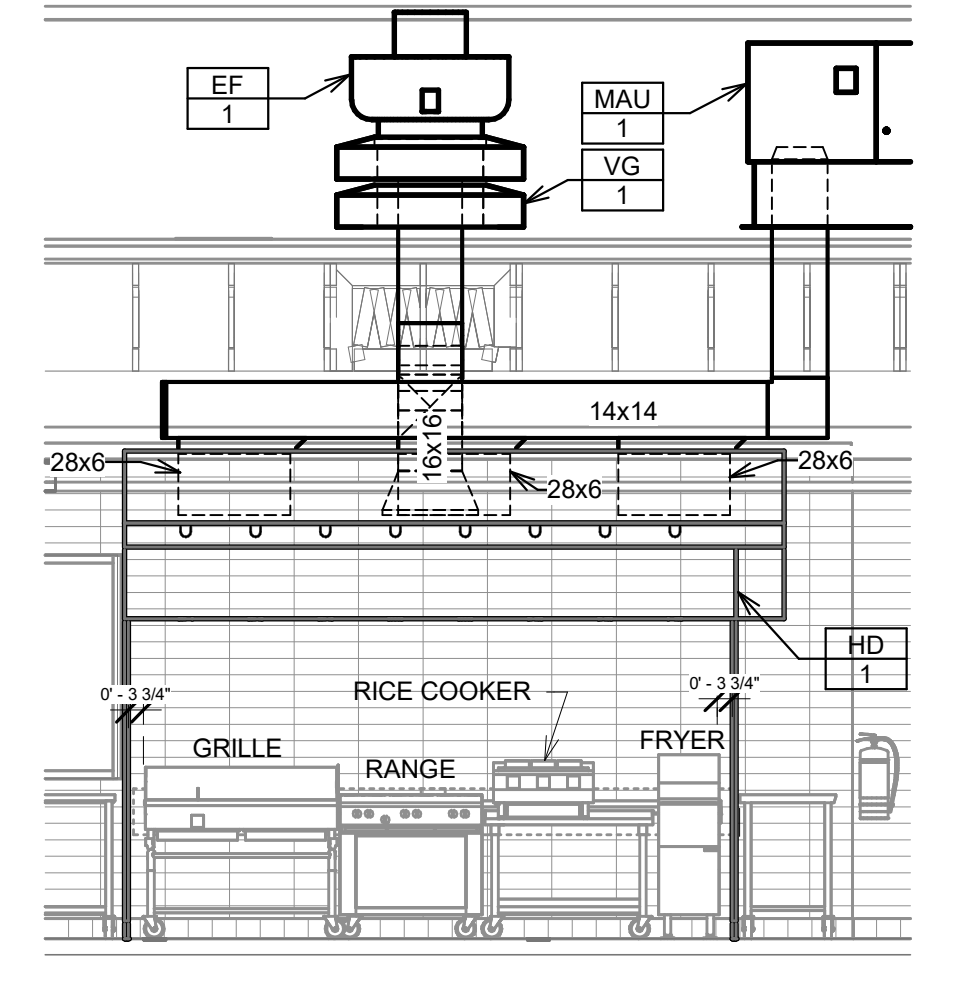 EF
1
MAU
1
VG
1
14x14
16x16
28x6
28x6
28x6
HD
1
0' - 3 3/4"
0' - 3 3/4"
RICE COOKER
GRILLE
RANGE
FRYER